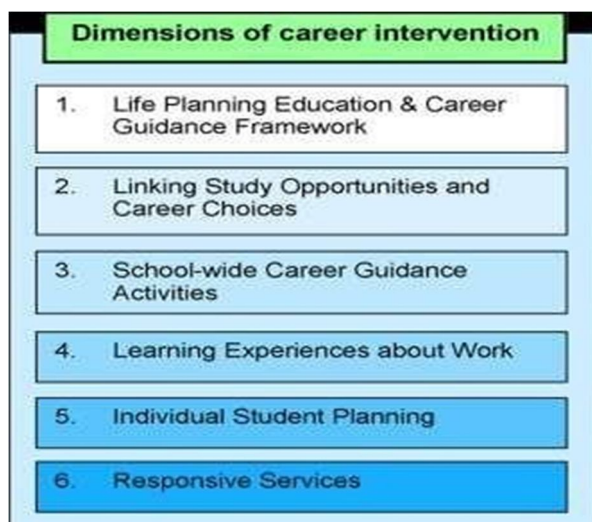 Dimensions of career intervention
1. Life Planning Education & Career
Guidance Framework
2. Linking Study Opportunities and
Career Choices
3. School-wide Career Guidance
Activities
4. Learning Experiences about Work
5. Individual Student Planning
6. Responsive Services